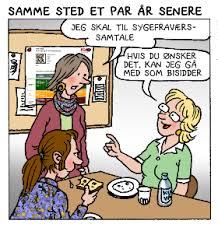 SAMME STED ET PAR ÅR SENERE
JEG SKAL TIL SYGEFRAVÆRS-
SAMTALE
HVIS DU ØNSKER
DET, KAN JEG GÅ
MED SOM BISIDDER